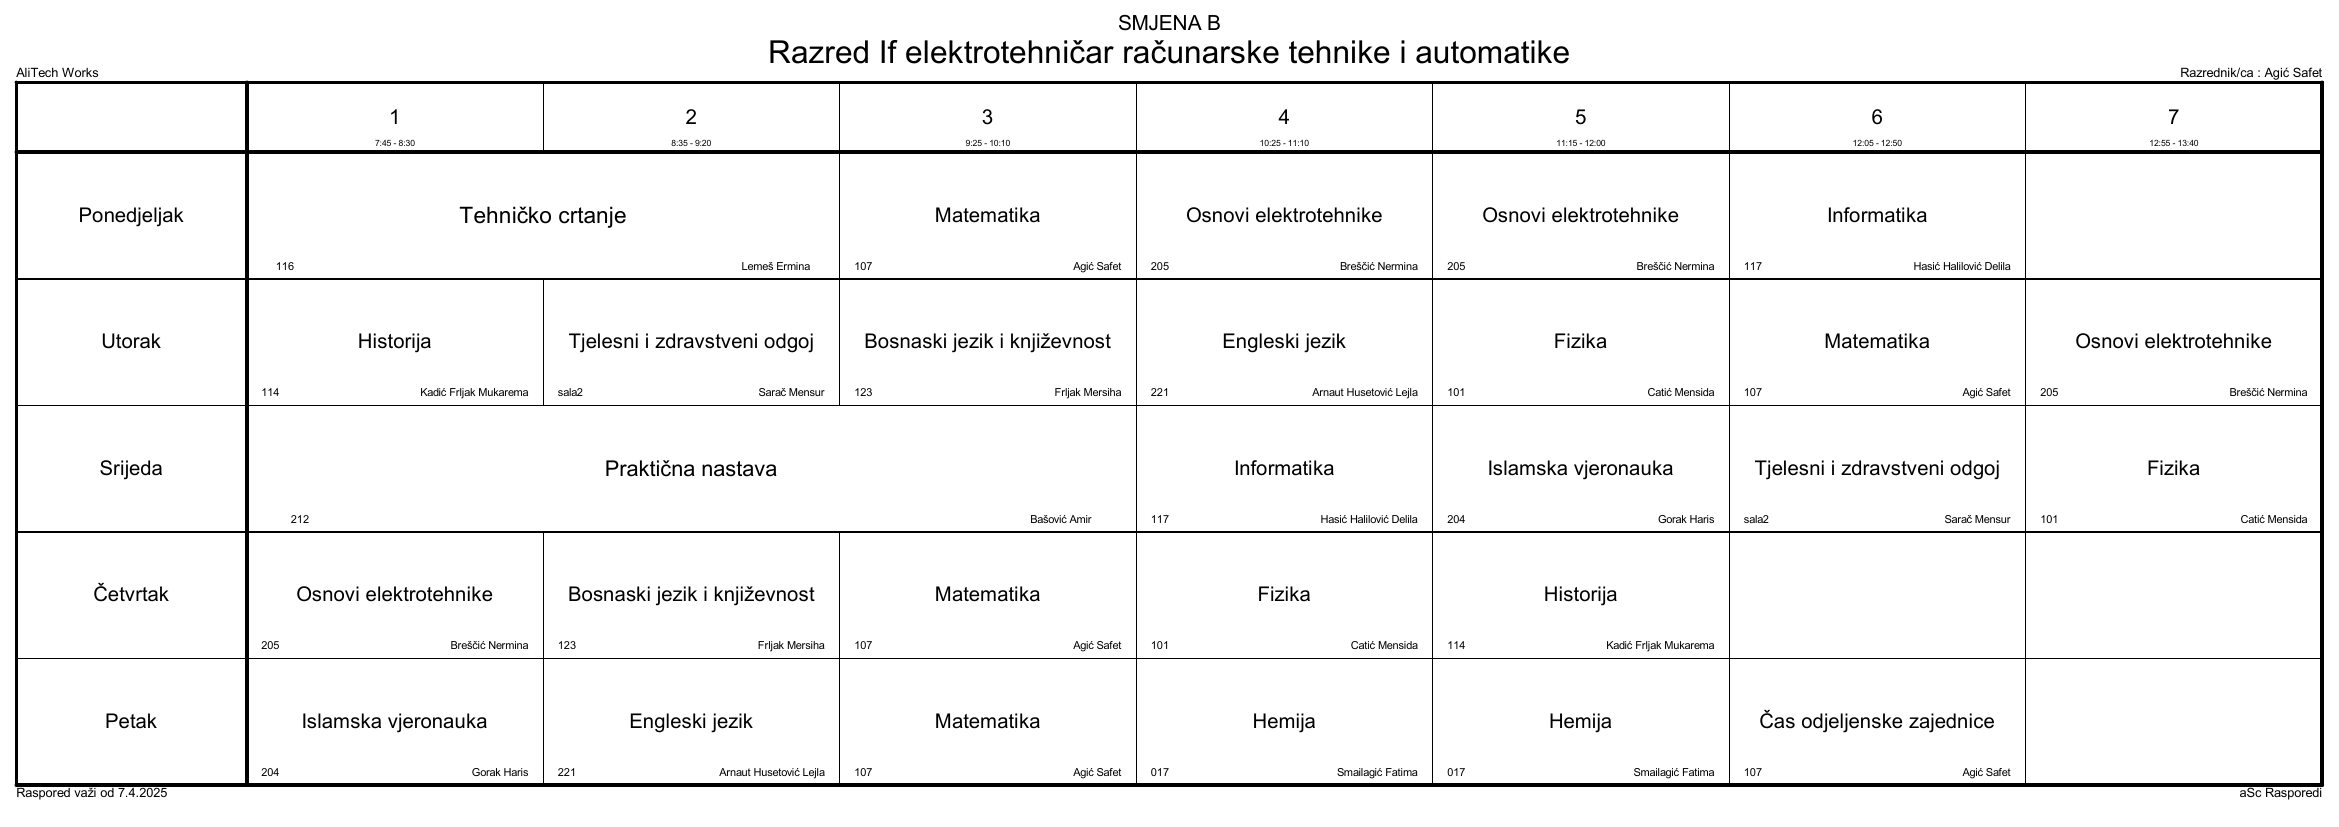 SMJENA B
Razred If elektrotehničar računarske tehnike i automatike
AliTech Works
Razrednik/ca : Agić Safet
1 2 3 4 5 6 7
7:45 - 8:30 8:35 - 9:20 9:25 - 10:10 10:25 - 11:10 11:15 - 12:00 12:05 - 12:50 12:55 - 13:40
Ponedjeljak Tehničko crtanje Matematika Osnovi elektrotehnike Osnovi elektrotehnike Informatika
116 Lemeš Ermina 107 Agić Safet 205 Breščić Nermina 205 Breščić Nermina 117 Hasić Halilović Delila
Utorak Historija Tjelesni i zdravstveni odgoj Bosnaski jezik i književnost Engleski jezik Fizika Matematika Osnovi elektrotehnike
114 Kadić Frljak Mukarema sala2 Sarač Mensur 123 Frljak Mersiha 221 Arnaut Husetović Lejla 101 Catić Mensida 107 Agić Safet 205 Breščić Nermina
Srijeda Praktična nastava Informatika Islamska vjeronauka Tjelesni i zdravstveni odgoj Fizika
212 Bašović Amir 117 Hasić Halilović Delila 204 Gorak Haris sala2 Sarač Mensur 101 Catić Mensida
Četvrtak Osnovi elektrotehnike Bosnaski jezik i književnost Matematika Fizika Historija
205 Breščić Nermina 123 Frljak Mersiha 107 Agić Safet 101 Catić Mensida 114 Kadić Frljak Mukarema
Petak Islamska vjeronauka Engleski jezik Matematika Hemija Hemija Čas odjeljenske zajednice
204 Gorak Haris 221 Arnaut Husetović Lejla 107 Agić Safet 017 Smailagić Fatima 017 Smailagić Fatima 107 Agić Safet
Raspored važi od 7.4.2025
aSc Rasporedi